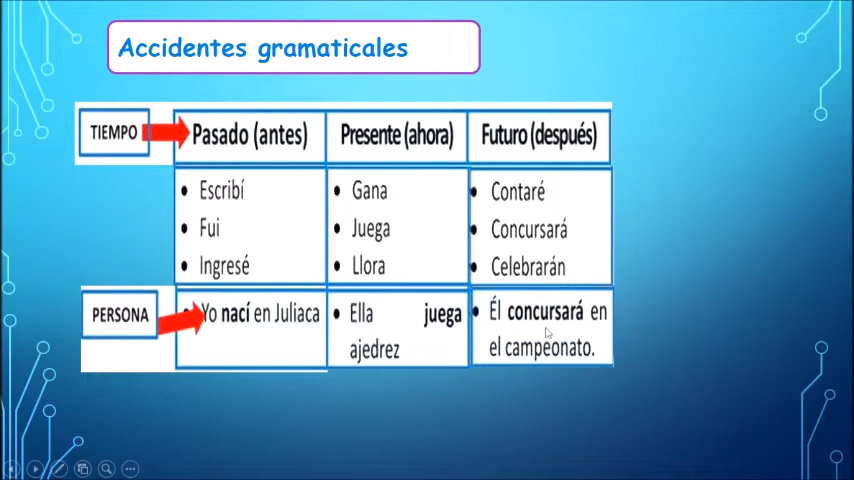 Accidentes gramaticales
TIEMPO
Pasado (antes)
Presente (ahora)
Futuro (después)
• Escribí
• Fui
• Ingresé
• Gana
• Juega
• Llora
• Contaré
• Concursará
• Celebrarán
PERSONA
• Yo nací en Juliaca
• Ella juega
ajedrez
• Él concursará en
el campeonato.